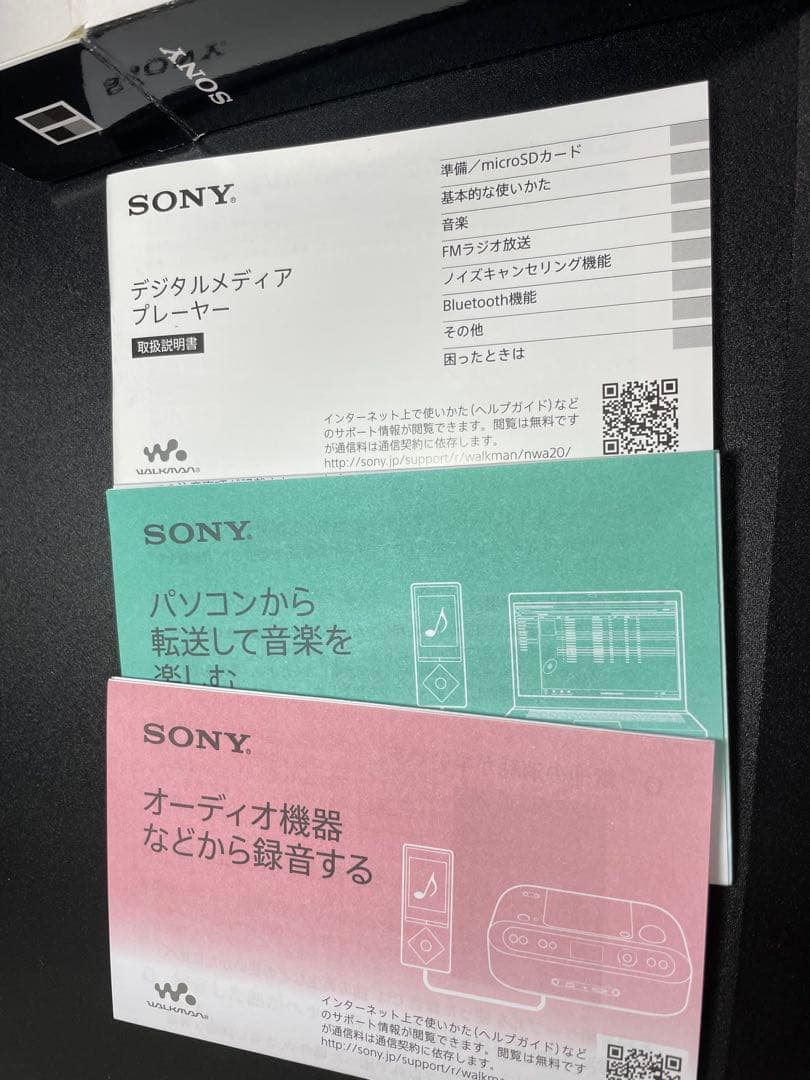 SONY
SONY®
デジタルメディア
プレーヤー
取扱説明書
準備/microSDカード
基本的な使いかた
音楽
FMラジオ放送
ノイズキャンセリング機能
Bluetooth機能
その他
困ったときは
インターネット上で使いかた(ヘルプガイド)など
のサポート情報が閲覧できます。閲覧は無料です
が通信料は通信契約に依存します。
http://sony.jp/support/r/walkman/nwa20/
WALKMAN®
SONY®
パソコンから
転送して音楽を
楽しむ
SONY®
オーディオ機器
などから録音する
WALKMAN®
インターネット上で使いかた(ヘルプガイド)など
のサポート情報が閲覧できます。閲覧は無料です
が通信料は通信契約に依存します。
http://sony.jp/support/r/walkm